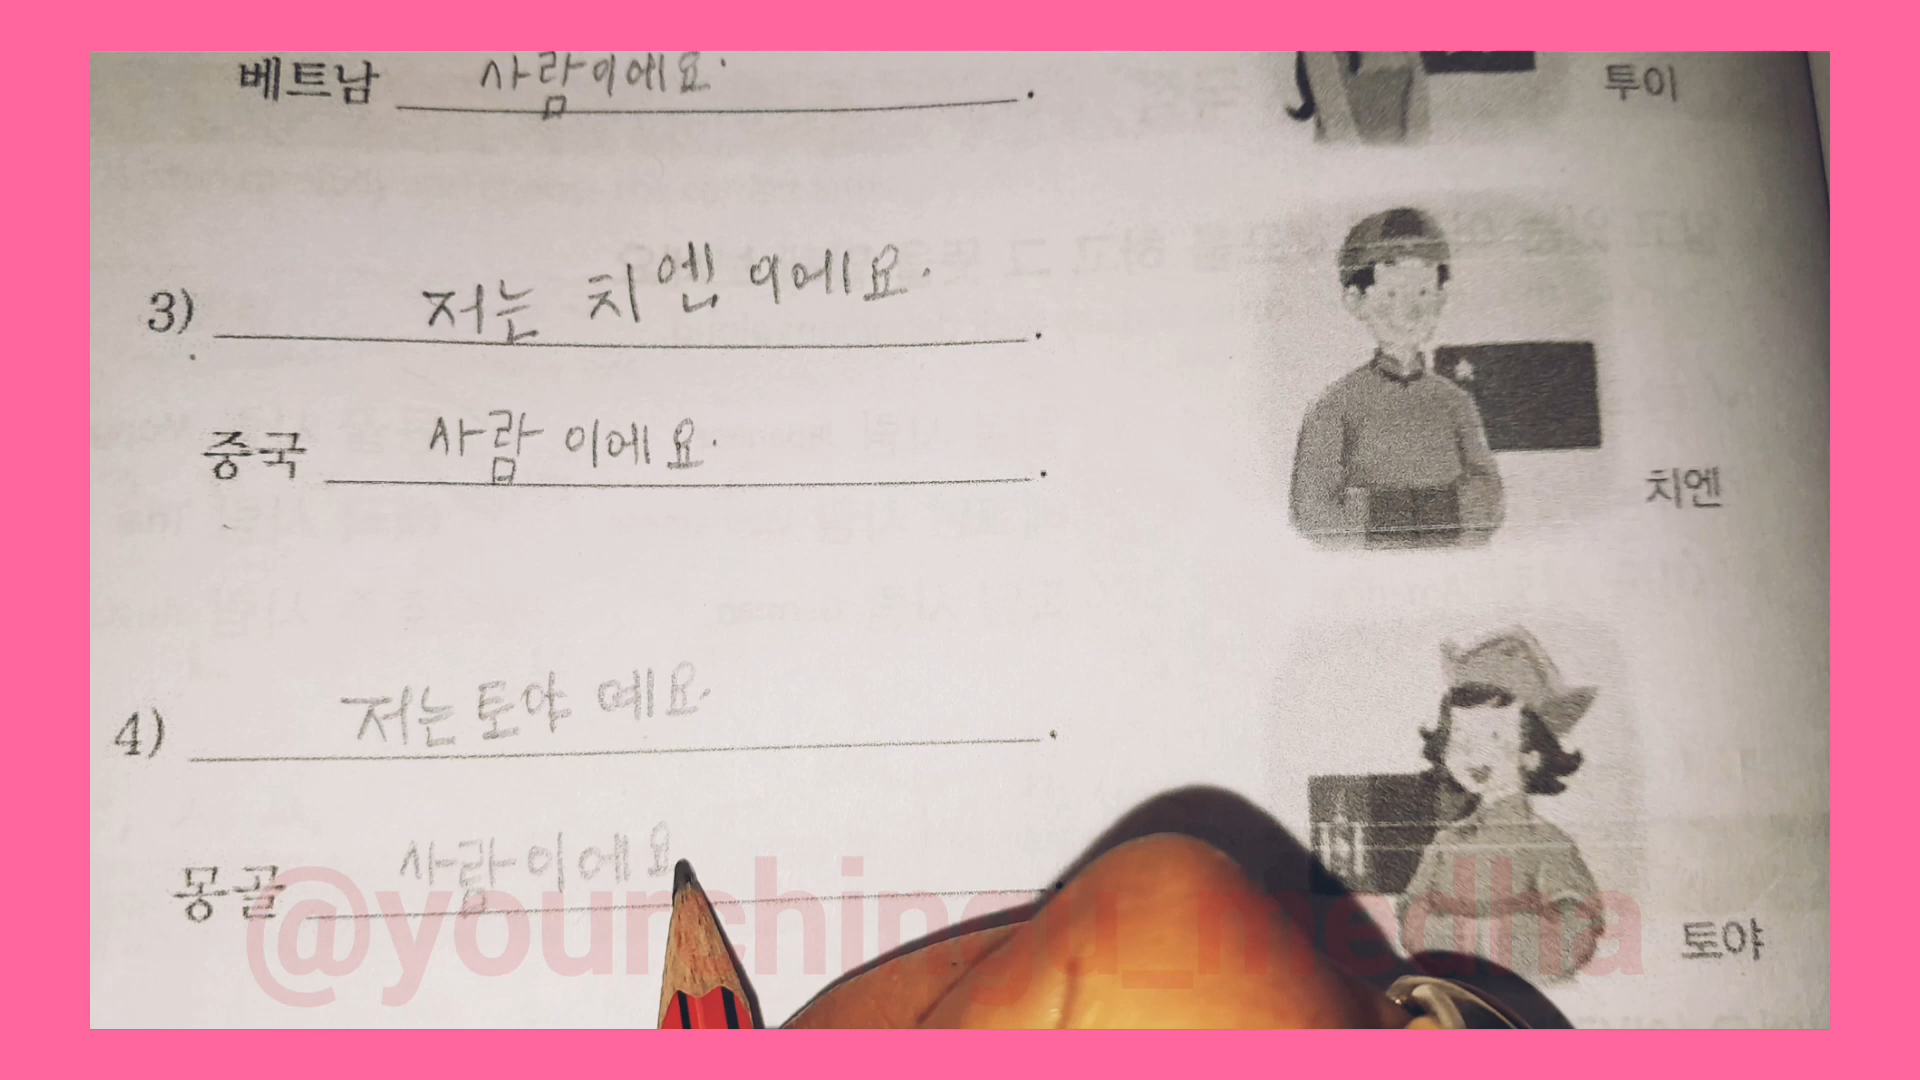 베트남 사람이에요.
투이
3) 저는 치엔 이에요.
중국 사람 이에요.
치엔
4) 저는 토야 예요.
몽골 사람이에요
토야
@yourchingu_medha